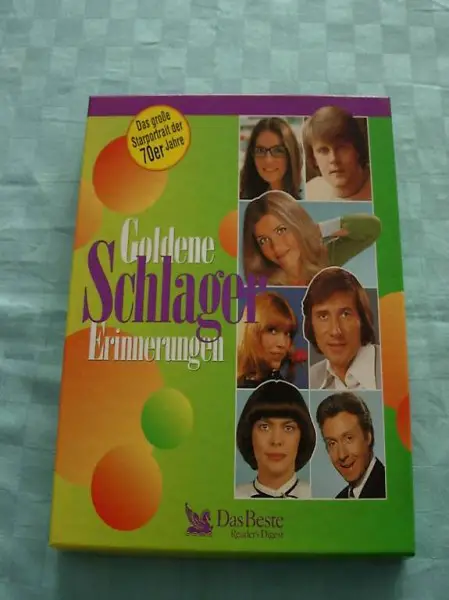 Das große
Starportrait der
70er Jahre
Goldene
Schlager
Erinnerungen
Das Beste
Reader's Digest